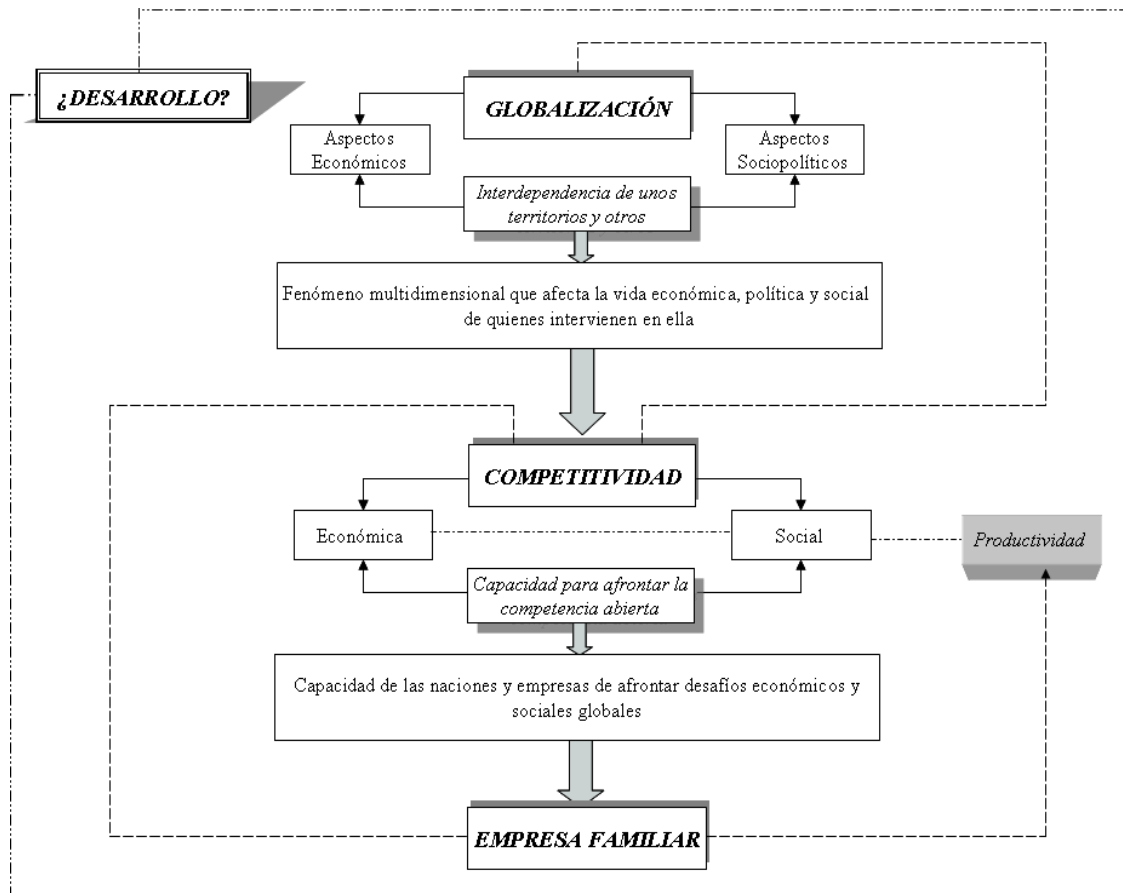 ¿DESARROLLO?
GLOBALIZACIÓN
Aspectos
Económicos
Aspectos
Sociopolíticos
Interdependencia de unos
territorios y otros
Fenómeno multidimensional que afecta la vida económica, política y social
de quienes intervienen en ella
COMPETITIVIDAD
Económica
Social
Productividad
Capacidad para afrontar la
competencia abierta
Capacidad de las naciones y empresas de afrontar desafíos económicos y
sociales globales
EMPRESA FAMILIAR